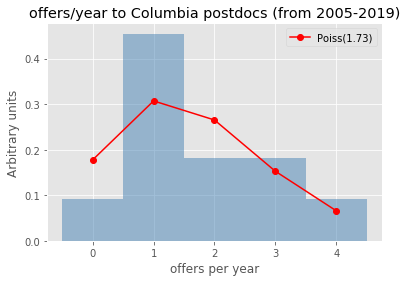 offers/year to Columbia postdocs (from 2005-2019)
Poiss(1.73)
Arbitrary units
0.4
0.3
0.2
0.1
0.0
0 1 2 3 4
offers per year